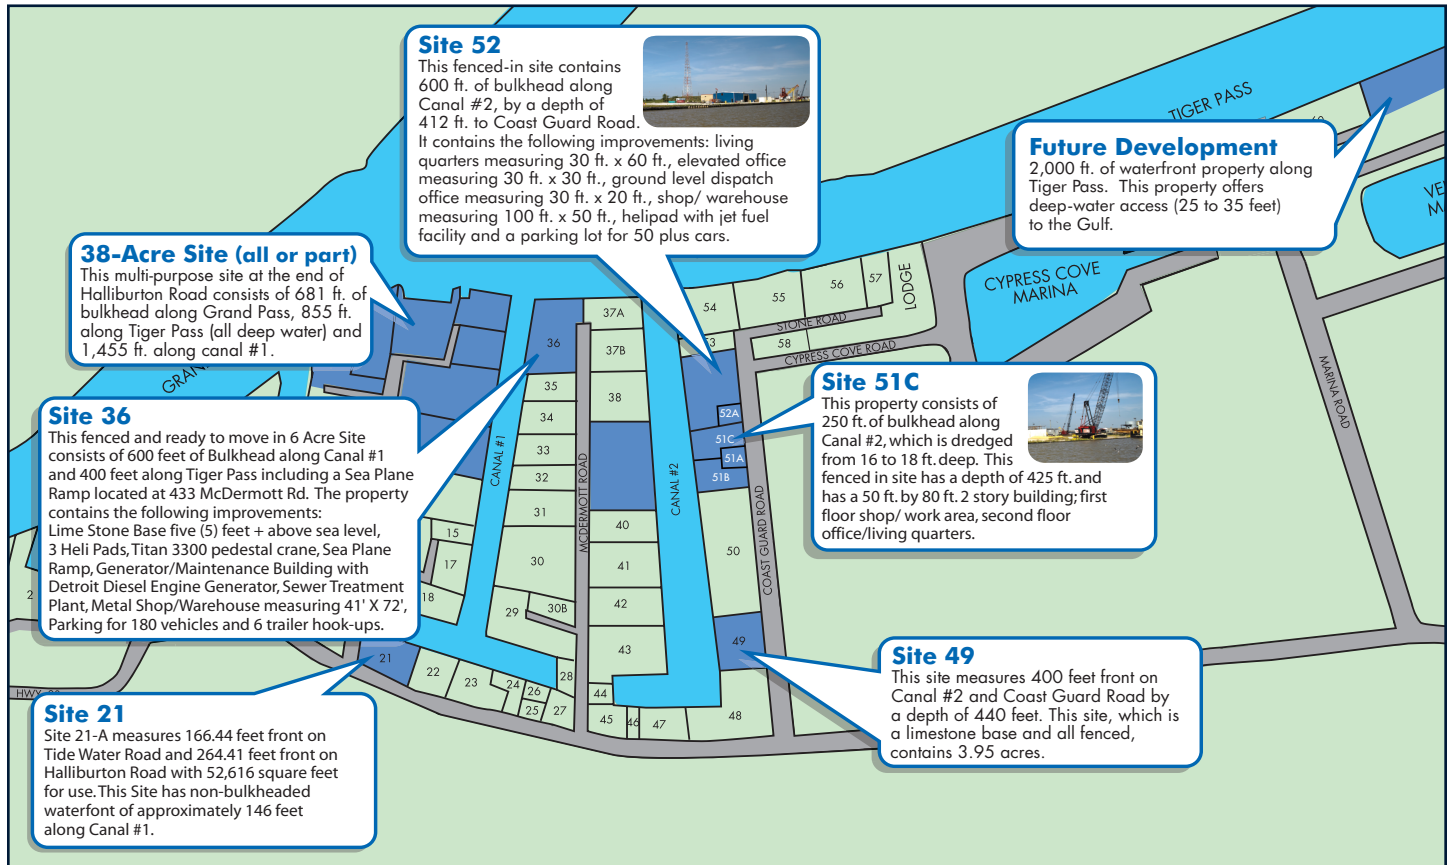 Site 52
This fenced-in site contains
600 ft. of bulkhead along
Canal #2, by a depth of
412 ft. to Coast Guard Road.
It contains the following improvements: living
quarters measuring 30 ft. x 60 ft., elevated office
measuring 30 ft. x 30 ft., ground level dispatch
office measuring 30 ft. x 20 ft., shop/ warehouse
measuring 100 ft. x 50 ft., helipad with jet fuel
facility and a parking lot for 50 plus cars.
TIGER PASS
Future Development
2,000 ft. of waterfront property along
Tiger Pass.  This property offers
deep-water access (25 to 35 feet)
to the Gulf.
38-Acre Site (all or part)
This multi-purpose site at the end of
Halliburton Road consists of 681 ft. of
bulkhead along Grand Pass, 855 ft.
along Tiger Pass (all deep water) and
1,455 ft. along canal #1.
CYPRESS COVE
MARINA
LODGE
54
55
56
57
STONE ROAD
58
CYPRESS COVE ROAD
MARINA ROAD
36
37A
37B
38
35
34
33
32
31
30
30B
29
28
CANAL #1
MCDERMOTT ROAD
CANAL #2
COAST GUARD ROAD
52A
51C
51A
51B
50
49
48
47
46
45
44
43
42
41
40
15
17
18
2
21
22
23
24
25
26
27
Site 36
This fenced and ready to move in 6 Acre Site
consists of 600 feet of Bulkhead along Canal #1
and 400 feet along Tiger Pass including a Sea Plane
Ramp located at 433 McDermott Rd. The property
contains the following improvements:
Lime Stone Base five (5) feet + above sea level,
3 Heli Pads, Titan 3300 pedestal crane, Sea Plane
Ramp, Generator/Maintenance Building with
Detroit Diesel Engine Generator, Sewer Treatment
Plant, Metal Shop/Warehouse measuring 41' X 72',
Parking for 180 vehicles and 6 trailer hook-ups.
Site 51C
This property consists of
250 ft. of bulkhead along
Canal #2, which is dredged
from 16 to 18 ft. deep. This
fenced in site has a depth of 425 ft. and
has a 50 ft. by 80 ft. 2 story building; first
floor shop/ work area, second floor
office/living quarters.
Site 49
This site measures 400 feet front on
Canal #2 and Coast Guard Road by
a depth of 440 feet. This site, which is
a limestone base and all fenced,
contains 3.95 acres.
HWY.
Site 21
Site 21-A measures 166.44 feet front on
Tide Water Road and 264.41 feet front on
Halliburton Road with 52,616 square feet
for use. This Site has non-bulkheaded
waterfont of approximately 146 feet
along Canal #1.